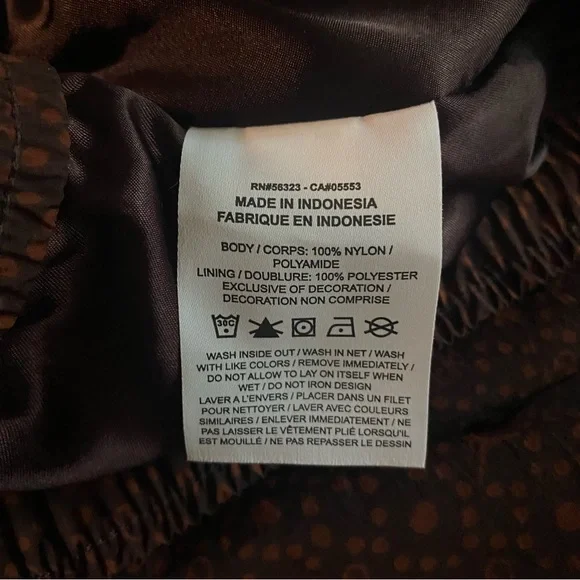 RN#56323 - CA#05553
MADE IN INDONESIA
FABRIQUE EN INDONESIE
BODY / CORPS: 100% NYLON /
POLYAMIDE
LINING / DOUBLURE: 100% POLYESTER
EXCLUSIVE OF DECORATION /
DECORATION NON COMPRISE
30C
WASH INSIDE OUT / WASH IN NET / WASH
WITH LIKE COLORS / REMOVE IMMEDIATELY /
DO NOT ALLOW TO LAY ON ITSELF WHEN
WET / DO NOT IRON DESIGN
LAVER A L'ENVERS / PLACER DANS UN FILET
POUR NETTOYER / LAVER AVEC COULEURS
SIMILAIRES / ENLEVER IMMEDIATEMENT / NE
PAS LAISSER LE VÊTEMENT PLIÉ LORSQU'IL
EST MOUILLÉ / NE PAS REPASSER LE DESSIN